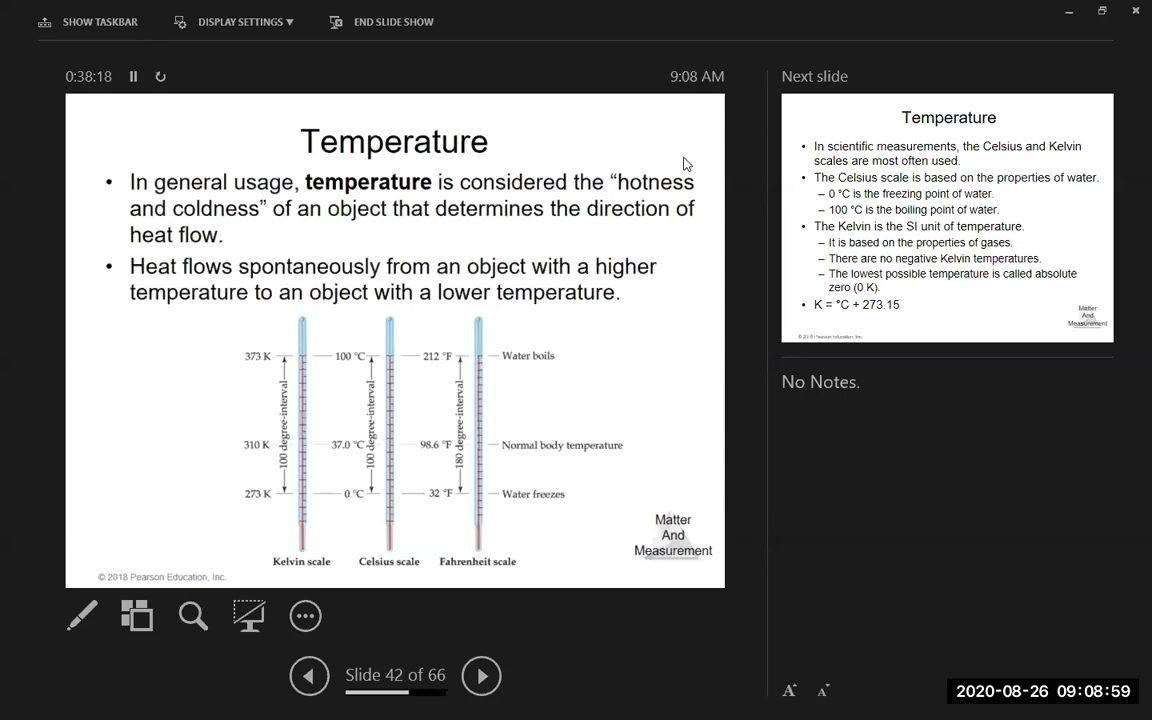 SHOW TASKBAR
DISPLAY SETTINGS ▼
END SLIDE SHOW
0:38:18
9:08 AM
Temperature
• In general usage, temperature is considered the “hotness
and coldness” of an object that determines the direction of
heat flow.
• Heat flows spontaneously from an object with a higher
temperature to an object with a lower temperature.
373 K
100 °C
212 °F
Water boils
100 degree-interval
100 degree-interval
180 degree-interval
310 K
37.0 °C
98.6 °F
Normal body temperature
273 K
0 °C
32 °F
Water freezes
Kelvin scale
Celsius scale
Fahrenheit scale
Matter
And
Measurement
© 2018 Pearson Education, Inc.
Slide 42 of 66
Next slide
Temperature
• In scientific measurements, the Celsius and Kelvin
scales are most often used.
• The Celsius scale is based on the properties of water.
– 0 °C is the freezing point of water.
– 100 °C is the boiling point of water.
• The Kelvin is the SI unit of temperature.
– It is based on the properties of gases.
– There are no negative Kelvin temperatures.
– The lowest possible temperature is called absolute
zero (0 K).
• K = °C + 273.15
Matter
And
Measurement
© 2018 Pearson Education, Inc.
No Notes.
A A
2020-08-26 09:08:59